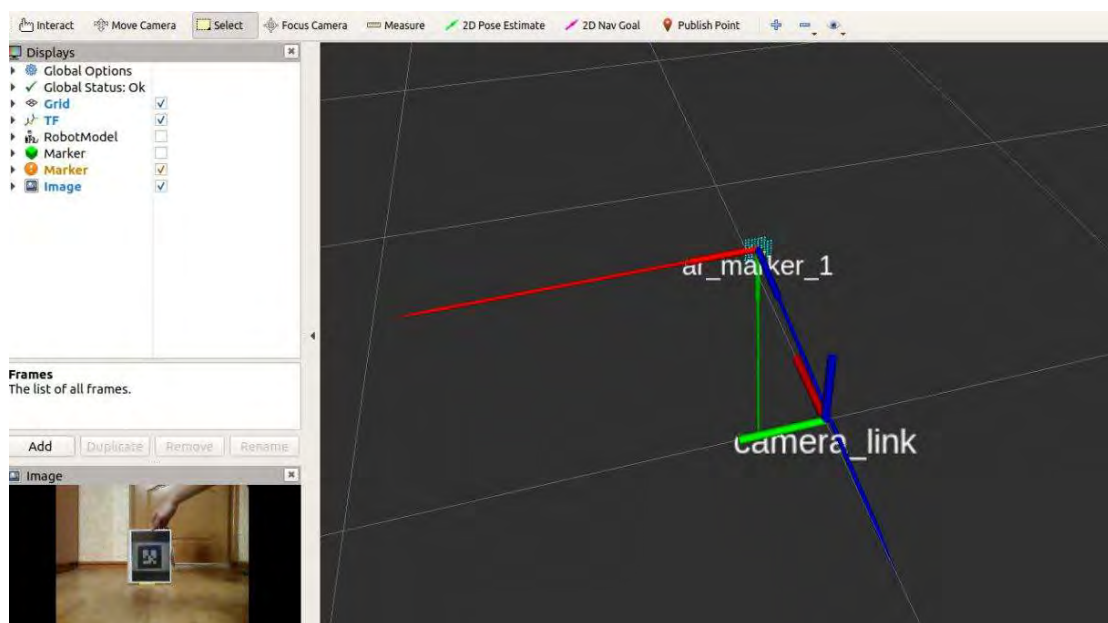 Interact Move Camera Select Focus Camera Measure 2D Pose Estimate 2D Nav Goal Publish Point
Displays
Global Options
Global Status: Ok
Grid
TF
RobotModel
Marker
Marker
Image
Frames
The list of all frames.
Add Duplicate Remove Rename
Image
ar_marker_1
camera_link